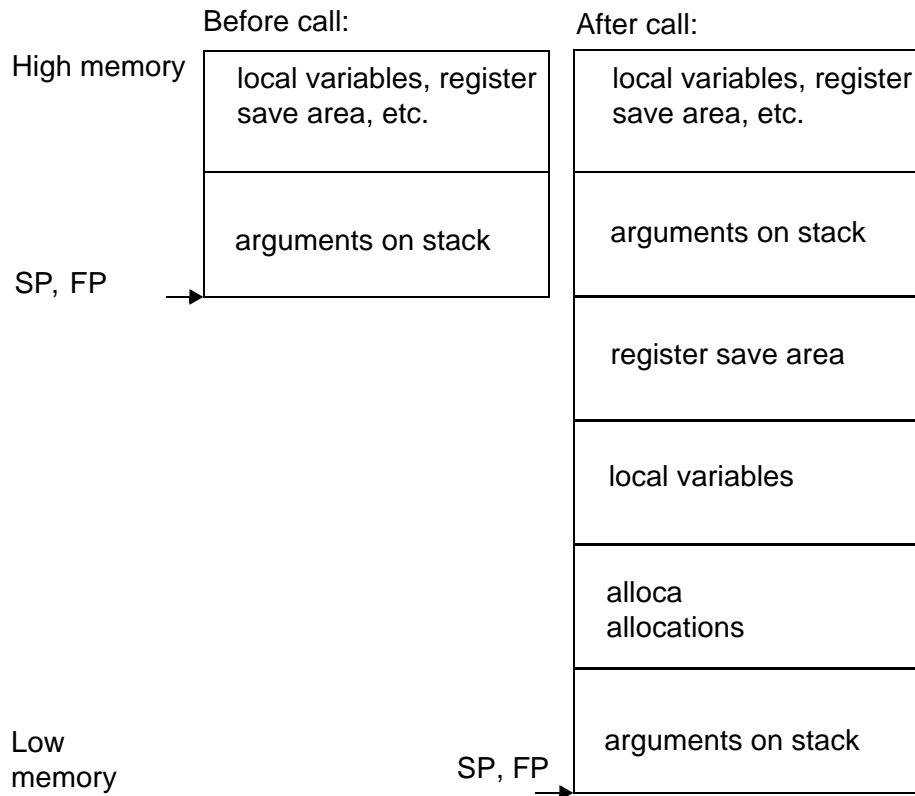 Before call:
After call:
High memory
local variables, register
save area, etc.
local variables, register
save area, etc.
arguments on stack
arguments on stack
SP, FP
register save area
local variables
alloca
allocations
arguments on stack
Low
memory
SP, FP